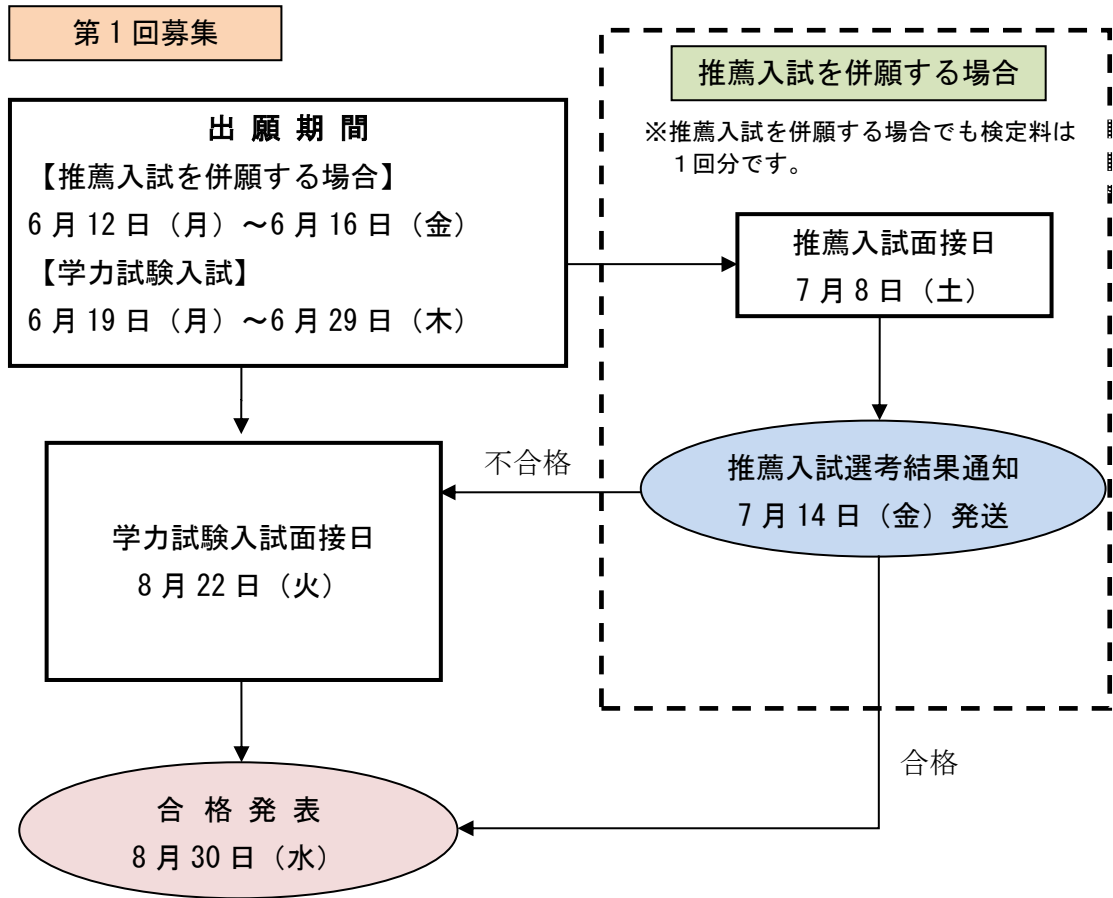 第1回募集
出願期間
【推薦入試を併願する場合】
6月12日（月）～6月16日（金）
【学力試験入試】
6月19日（月）～6月29日（木）
推薦入試を併願する場合
※推薦入試を併願する場合でも検定料は
1回分です。
推薦入試面接日
7月8日（土）
推薦入試選考結果通知
7月14日（金）発送
不合格
学力試験入試面接日
8月22日（火）
合格
合格発表
8月30日（水）